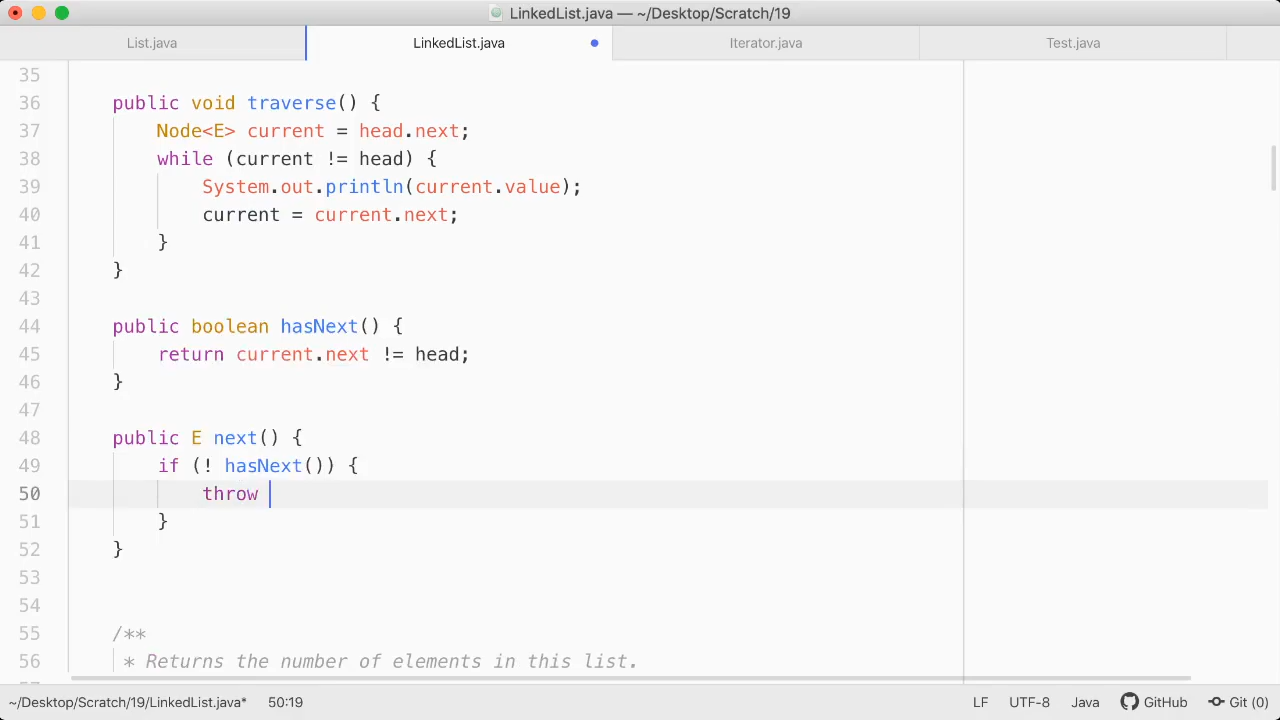 LinkedList.java — ~/Desktop/Scratch/19
List.java LinkedList.java Iterator.java Test.java
35
36 public void traverse() {
37 Node<E> current = head.next;
38 while (current != head) {
39 System.out.println(current.value);
40 current = current.next;
41 }
42 }
43
44 public boolean hasNext() {
45 return current.next != head;
46 }
47
48 public E next() {
49 if (! hasNext()) {
50 throw
51 }
52 }
53
54
55 /**
56 * Returns the number of elements in this list.
~/Desktop/Scratch/19/LinkedList.java* 50:19 LF UTF-8 Java GitHub Git (0)